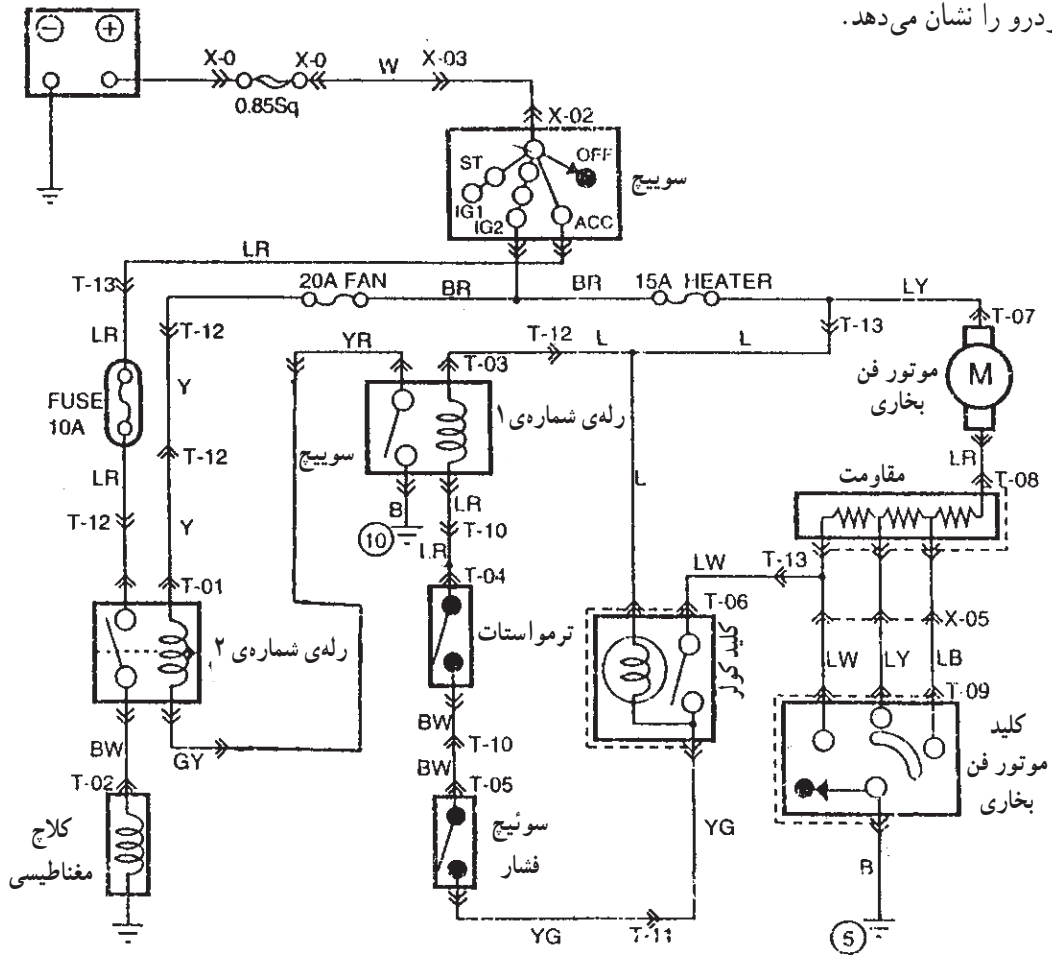 ودرو را نشان می‌دهد.
− +
X-0 X-0 W X-03
0.85Sq
X-02
ST OFF
IG1 IG2 ACC
سوییچ
LR
T-13 20A FAN BR BR 15A HEATER LY
T-12 T-13 T-07
LR YR T-12 L L
T-03
FUSE
10A
Y
رله‌ی شماره‌ی ۱
سوییچ
M
موتور فن
بخاری
T-12
LR
LR
T-08
مقاومت
B LR
T-12 Y
10
T-10
L
LR
T-04
LW T-13
T-01
T-06
X-05
ترمواستات
کلید کولر
رله‌ی شماره‌ی ۲
LW LY LB
T-09
BW
BW GY
T-10
BW
T-02
T-05
کلید
موتور فن
بخاری
کلاچ
مغناطیسی
سوئیچ
فشار
YG
B
YG T-11
5